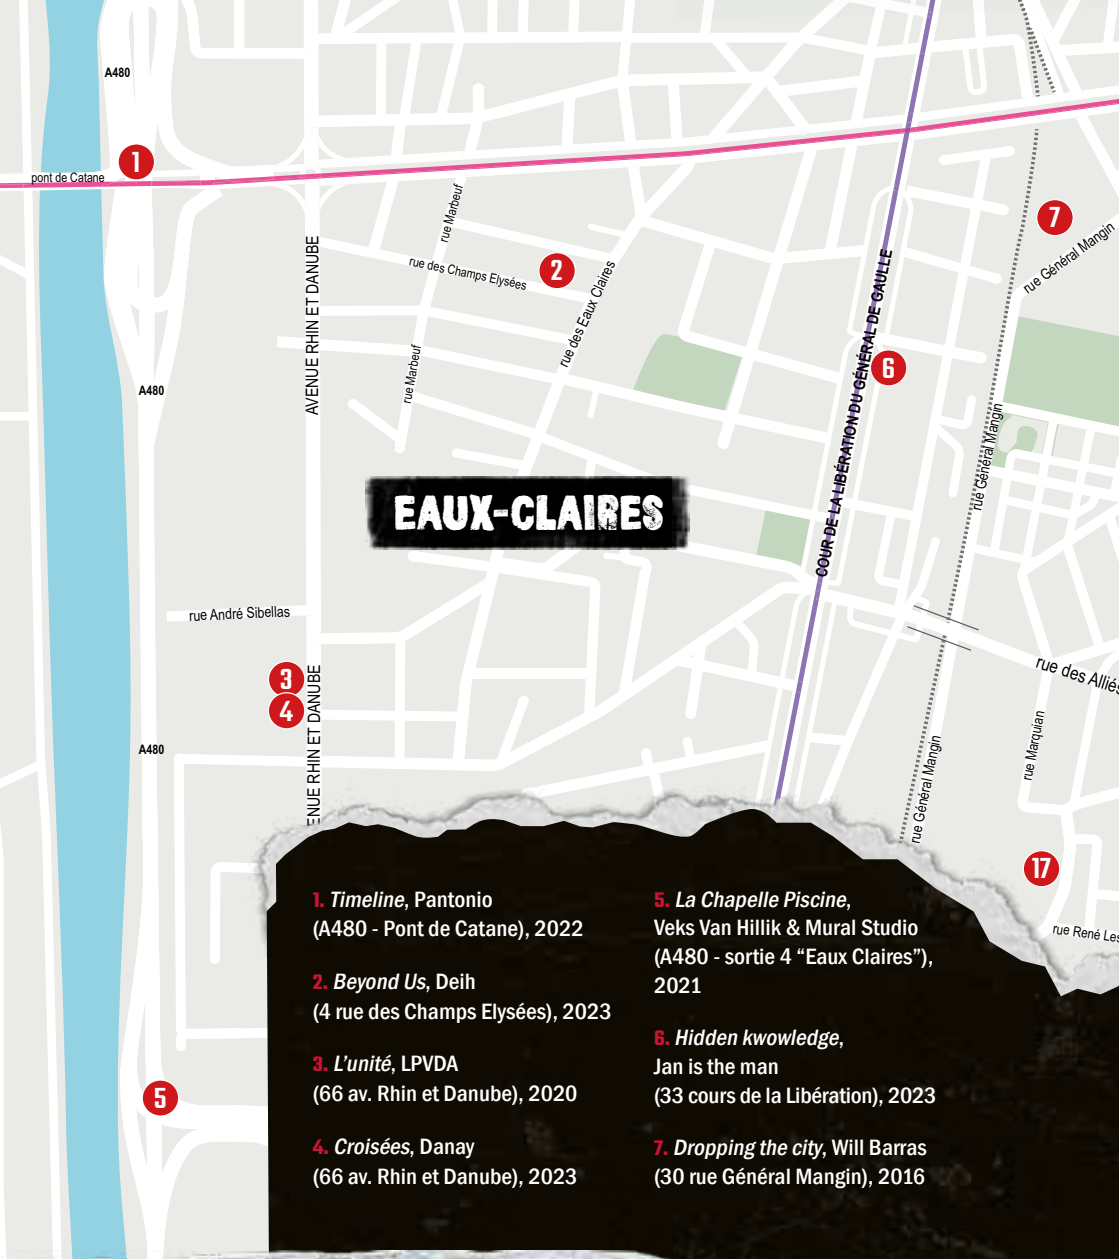 A480
1
pont de Catane
rue Marbeuf
7
rue Général Mangin
2
rue des Champs Elysées
AVENUE RHIN ET DANUBE
rue des Eaux Claires
COUR DE LA LIBÉRATION DU GÉNÉRAL DE GAULLE
6
A480
rue Marbeuf
rue Général Mangin
EAUX-CLAIRES
rue André Sibellas
3
4
ENUE RHIN ET DANUBE
rue des Alliés
rue Marquian
A480
rue Général Mangin
17
rue René Les
5
1. Timeline, Pantonio
(A480 - Pont de Catane), 2022
2. Beyond Us, Deih
(4 rue des Champs Elysées), 2023
3. L'unité, LPVDA
(66 av. Rhin et Danube), 2020
4. Croisées, Danay
(66 av. Rhin et Danube), 2023
5. La Chapelle Piscine,
Veks Van Hillik & Mural Studio
(A480 - sortie 4 “Eaux Claires”),
2021
6. Hidden kwowledge,
Jan is the man
(33 cours de la Libération), 2023
7. Dropping the city, Will Barras
(30 rue Général Mangin), 2016